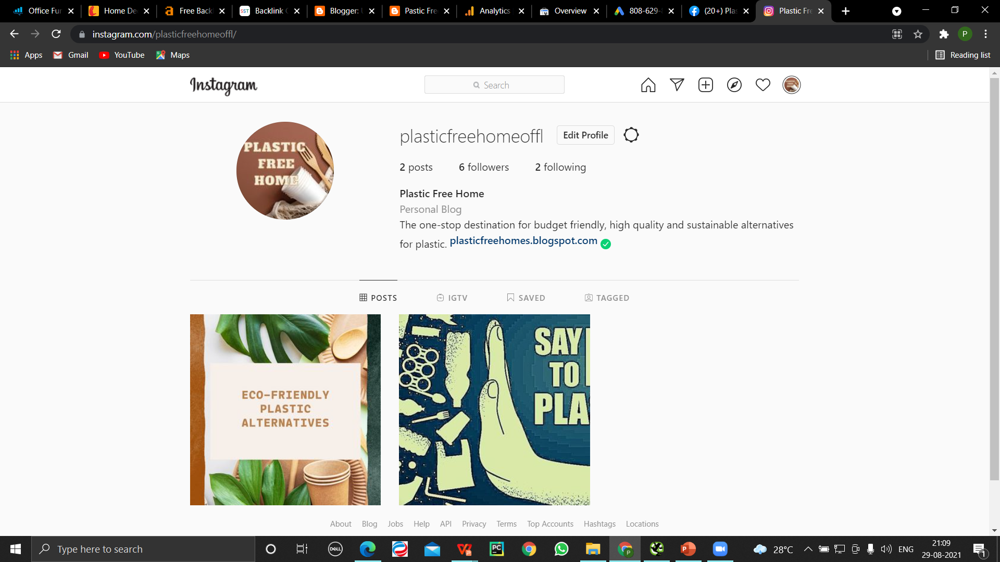 Office Fur
Home De
Free Back
SST
Backlink
Blogger:
Pastic Fre
Analytics
Overview
808-629-
(20+) Pla
Plastic Fr
instagram.com/plasticfreehomeoffl/
P
Apps
Gmail
YouTube
Maps
Reading list
Instagram
Search
PLASTIC
FREE
HOME
plasticfreehomeoffl
Edit Profile
2 posts
6 followers
2 following
Plastic Free Home
Personal Blog
The one-stop destination for budget friendly, high quality and sustainable alternatives
for plastic. plasticfreehomes.blogspot.com
POSTS
IGTV
SAVED
TAGGED
ECO-FRIENDLY
PLASTIC
ALTERNATIVES
SAY
TO
PLA
About
Blog
Jobs
Help
API
Privacy
Terms
Top Accounts
Hashtags
Locations
Type here to search
DELL
PC
P
P
28°C
ENG
21:09
29-08-2021
1